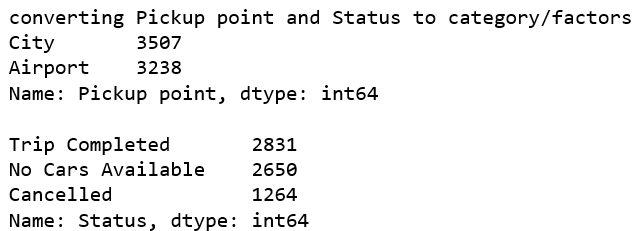 converting Pickup point and Status to category/factors
City       3507
Airport    3238
Name: Pickup point, dtype: int64

Trip Completed       2831
No Cars Available    2650
Cancelled            1264
Name: Status, dtype: int64